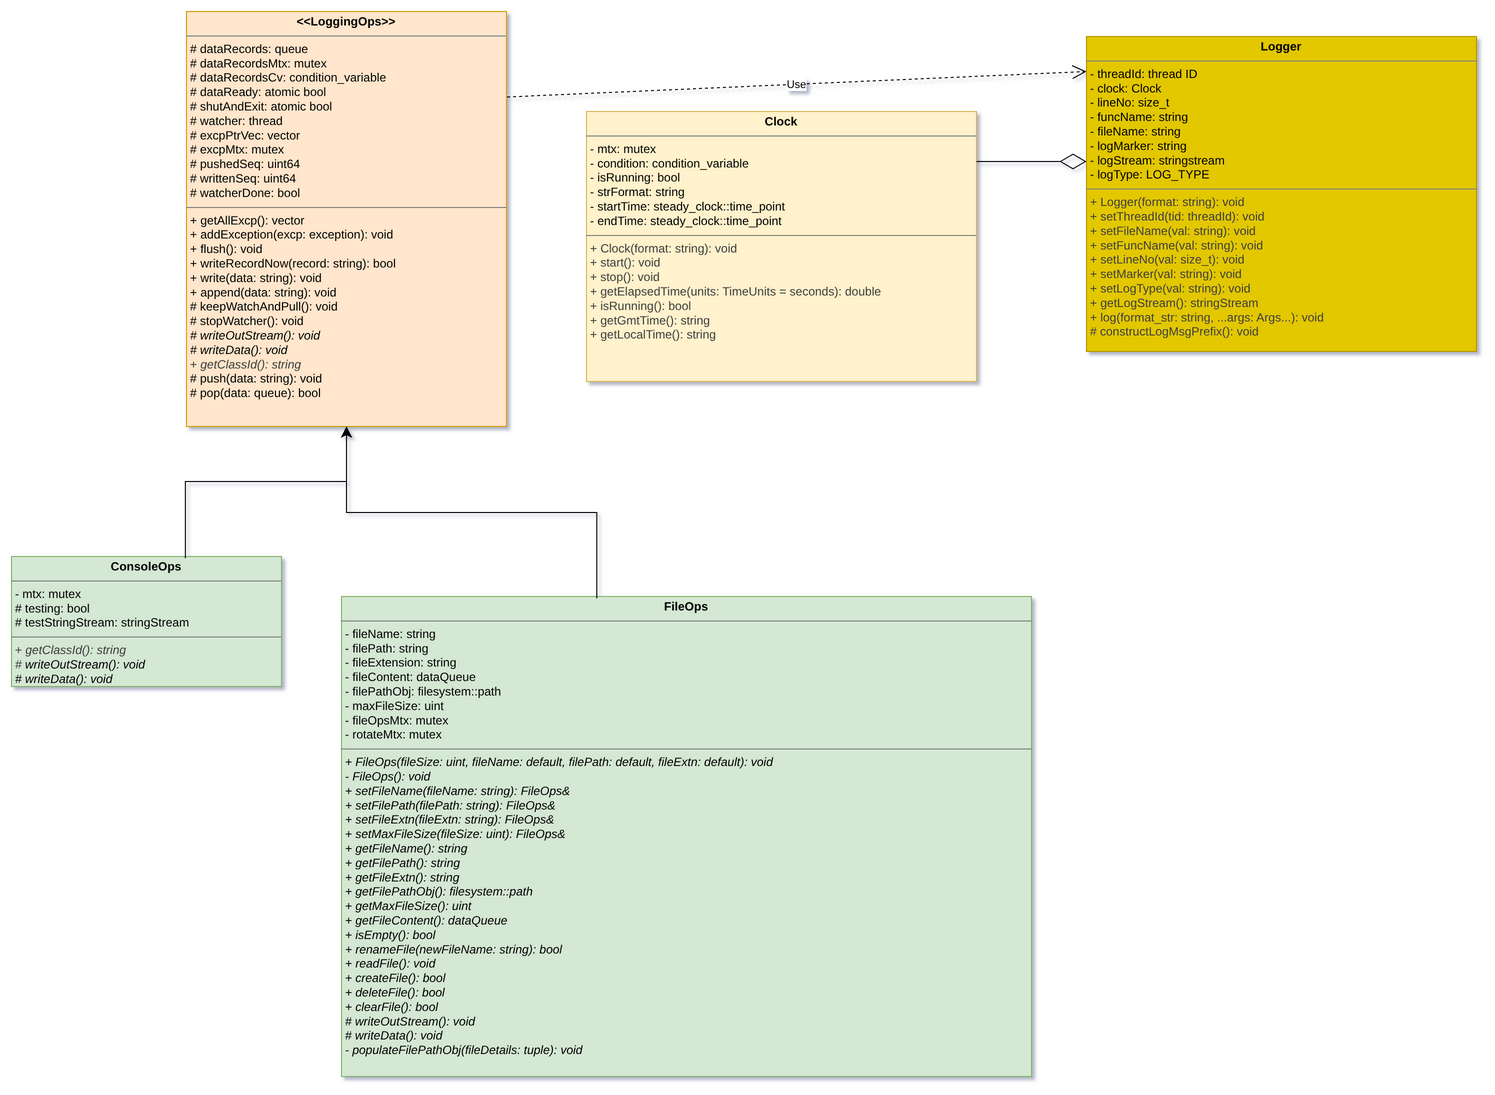 <<LoggingOps>>
# dataRecords: queue
# dataRecordsMtx: mutex
# dataRecordsCv: condition_variable
# dataReady: atomic bool
# shutAndExit: atomic bool
# watcher: thread
# excpPtrVec: vector
# excpMtx: mutex
# pushedSeq: uint64
# writtenSeq: uint64
# watcherDone: bool
+ getAllExcp(): vector
+ addException(excp: exception): void
+ flush(): void
+ writeRecordNow(record: string): bool
+ write(data: string): void
+ append(data: string): void
# keepWatchAndPull(): void
# stopWatcher(): void
# writeOutStream(): void
# writeData(): void
+ getClassId(): string
# push(data: string): void
# pop(data: queue): bool
Use
Clock
- mtx: mutex
- condition: condition_variable
- isRunning: bool
- strFormat: string
- startTime: steady_clock::time_point
- endTime: steady_clock::time_point
+ Clock(format: string): void
+ start(): void
+ stop(): void
+ getElapsedTime(units: TimeUnits = seconds): double
+ isRunning(): bool
+ getGmtTime(): string
+ getLocalTime(): string
Logger
- threadId: thread ID
- clock: Clock
- lineNo: size_t
- funcName: string
- fileName: string
- logMarker: string
- logStream: stringstream
- logType: LOG_TYPE
+ Logger(format: string): void
+ setThreadId(tid: threadId): void
+ setFileName(val: string): void
+ setFuncName(val: string): void
+ setLineNo(val: size_t): void
+ setMarker(val: string): void
+ setLogType(val: string): void
+ getLogStream(): stringStream
+ log(format_str: string, ...args: Args...): void
# constructLogMsgPrefix(): void
ConsoleOps
- mtx: mutex
# testing: bool
# testStringStream: stringStream
+ getClassId(): string
# writeOutStream(): void
# writeData(): void
FileOps
- fileName: string
- filePath: string
- fileExtension: string
- fileContent: dataQueue
- filePathObj: filesystem::path
- maxFileSize: uint
- fileOpsMtx: mutex
- rotateMtx: mutex
+ FileOps(fileSize: uint, fileName: default, filePath: default, fileExtn: default): void
- FileOps(): void
+ setFileName(fileName: string): FileOps&
+ setFilePath(filePath: string): FileOps&
+ setFileExtn(fileExtn: string): FileOps&
+ setMaxFileSize(fileSize: uint): FileOps&
+ getFileName(): string
+ getFilePath(): string
+ getFileExtn(): string
+ getFilePathObj(): filesystem::path
+ getMaxFileSize(): uint
+ getFileContent(): dataQueue
+ isEmpty(): bool
+ renameFile(newFileName: string): bool
+ readFile(): void
+ createFile(): bool
+ deleteFile(): bool
+ clearFile(): bool
# writeOutStream(): void
# writeData(): void
- populateFilePathObj(fileDetails: tuple): void